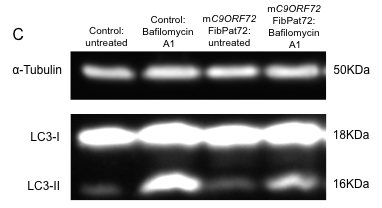 C
Control:
untreated
Control:
Bafilomycin
A1
mC9ORF72
FibPat72:
untreated
mC9ORF72
FibPat72:
Bafilomycin
A1
α-Tubulin
50KDa
LC3-I
18KDa
LC3-II
16KDa